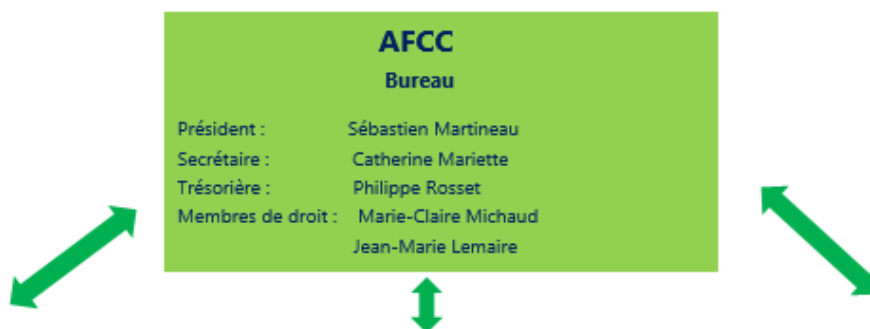 AFCC
Bureau
Président : Sébastien Martineau
Secrétaire : Catherine Mariette
Trésorière : Philippe Rosset
Membres de droit : Marie-Claire Michaud
Jean-Marie Lemaire